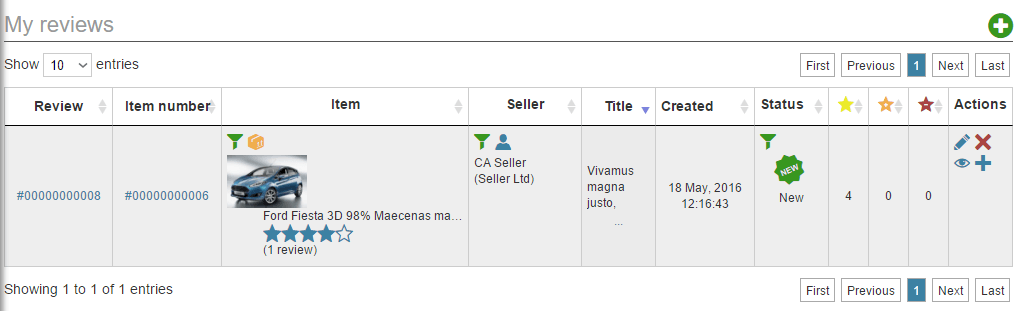 My reviews
Show 10 entries
First Previous 1 Next Last
Review Item number Item Seller Title Created Status Actions
#00000000008 #00000000006
Ford Fiesta 3D 98% Maecenas ma…
(1 review)
CA Seller
(Seller Ltd)
Vivamus
magna
justo,
...
18 May, 2016
12:16:43
NEW
New
4 0 0
Showing 1 to 1 of 1 entries
First Previous 1 Next Last